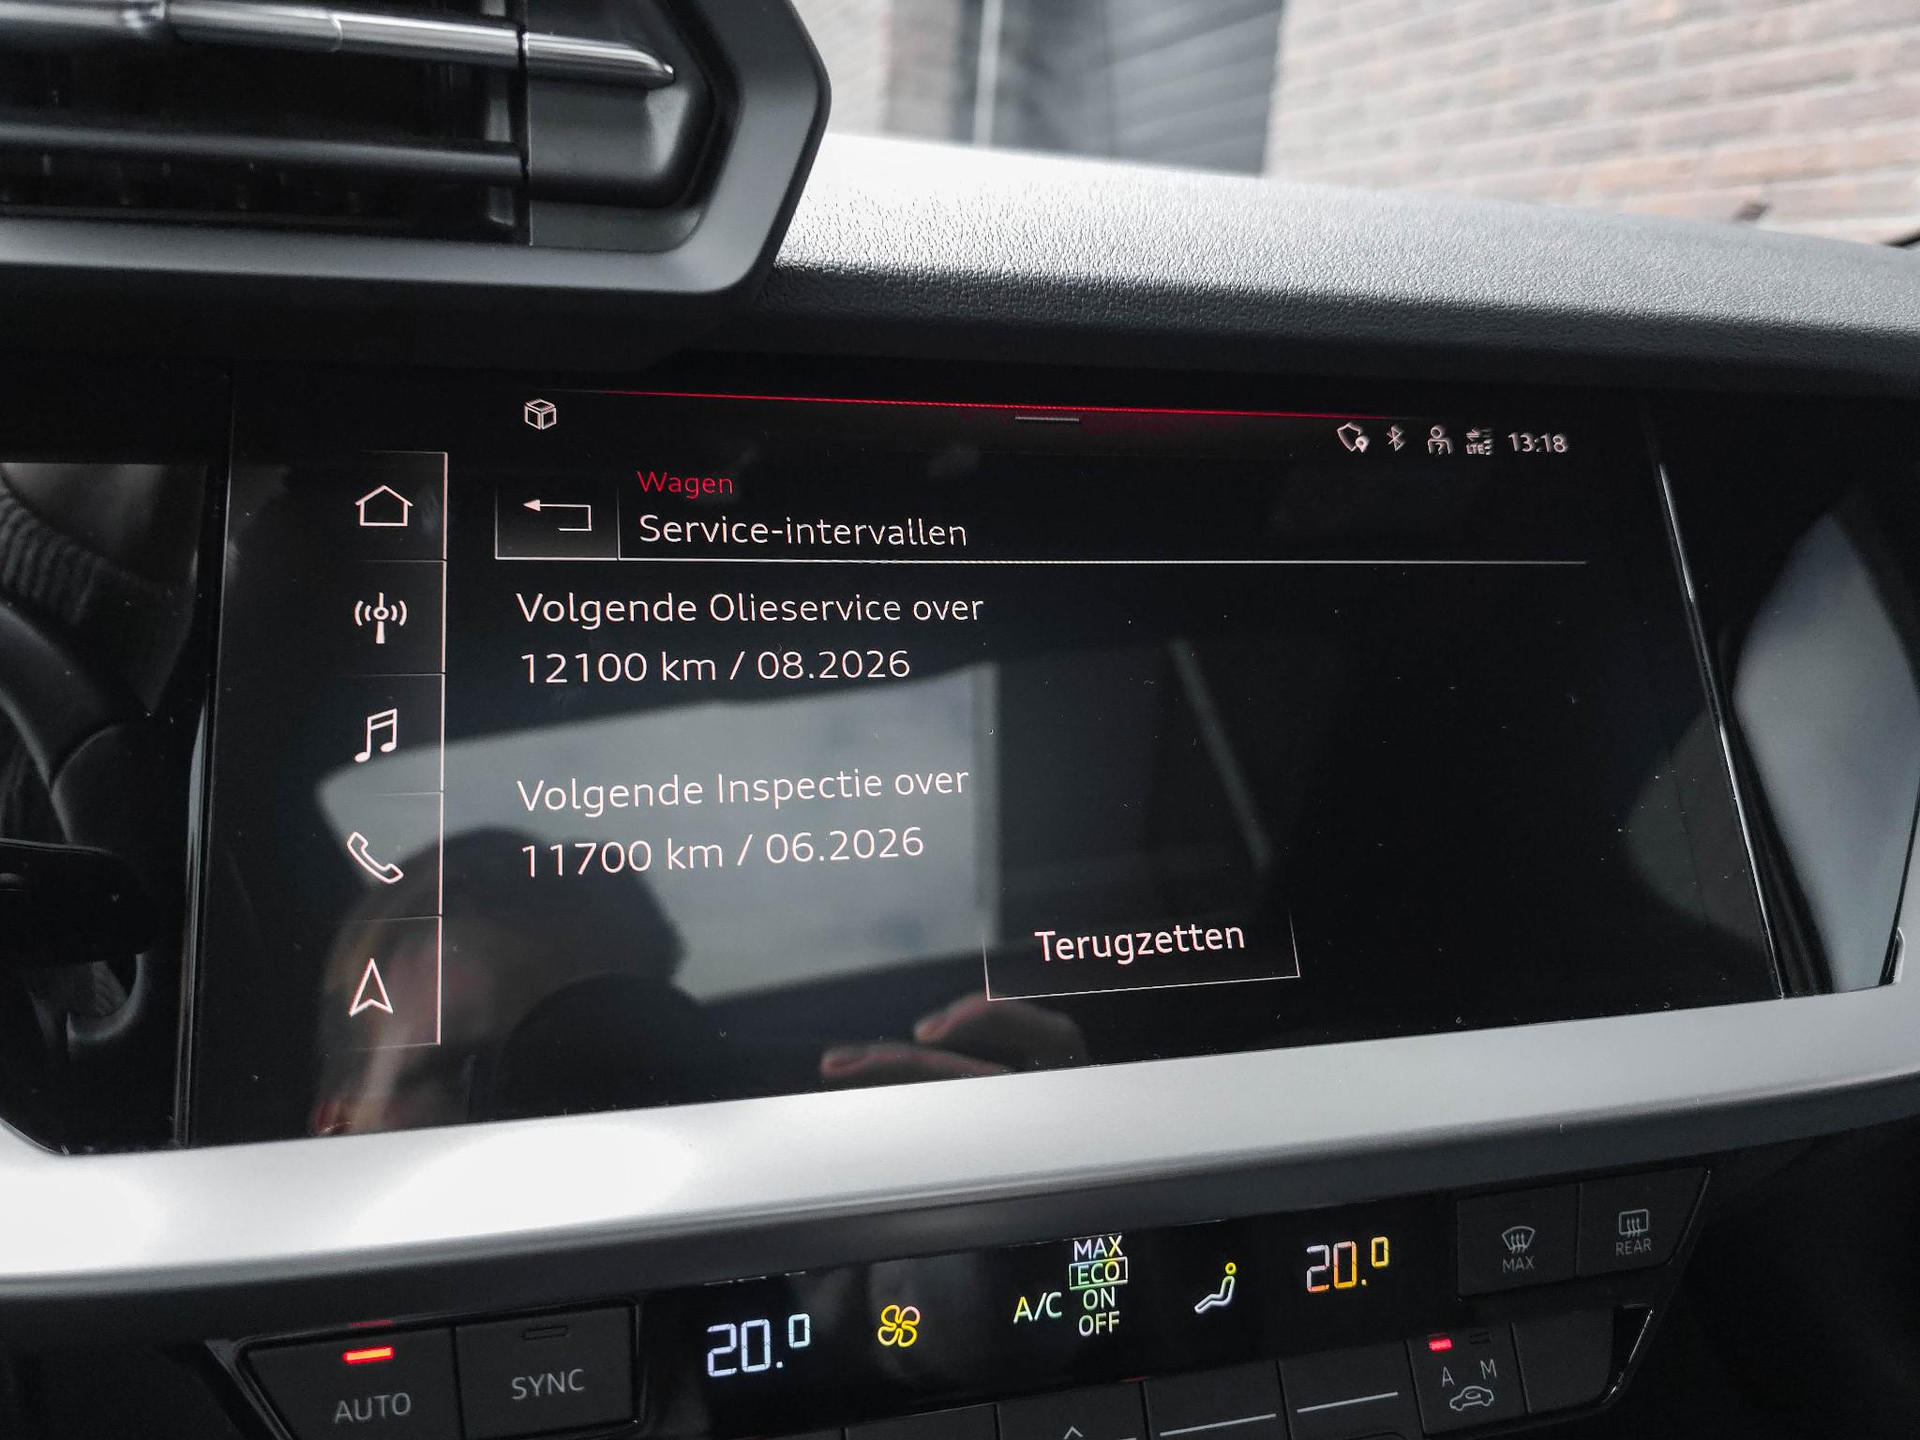 LTE 13:18
Wagen
Service-intervallen
Volgende Olieservice over
12100 km / 08.2026
Volgende Inspectie over
11700 km / 06.2026
Terugzetten
MAX
ECO
A/C ON
OFF
20.0
20.0
MAX
REAR
AUTO
SYNC
A M